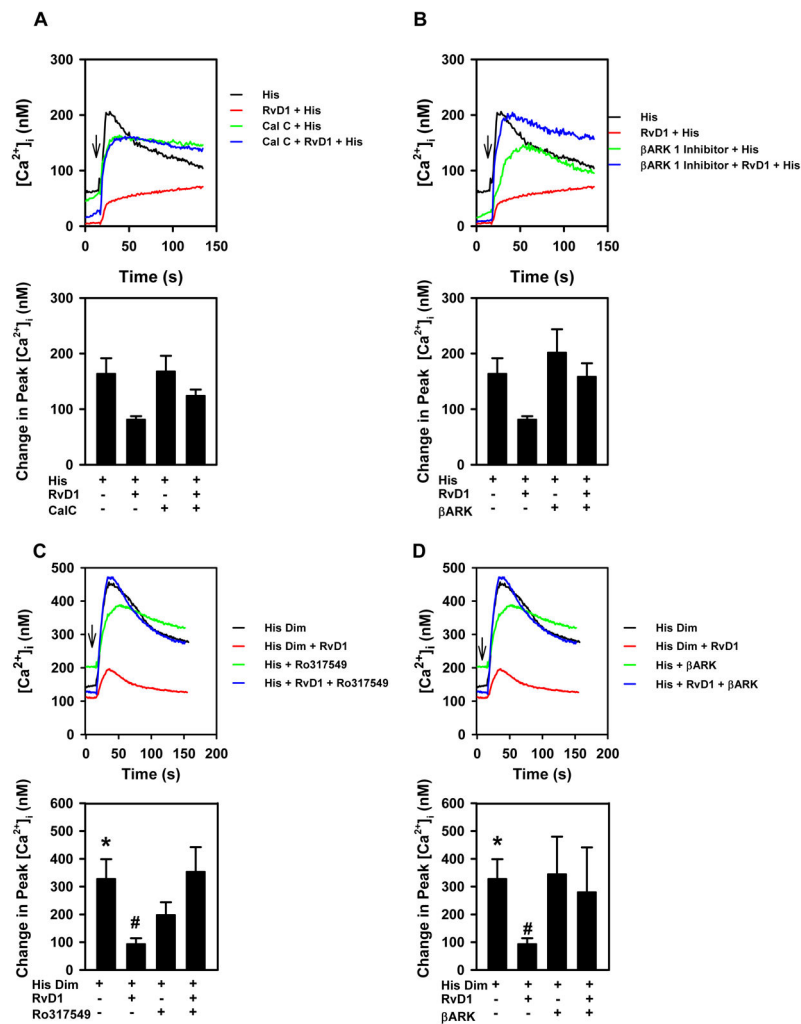 A
[Ca2+]i (nM)
300
200
100
0
0 50 100 150
Time (s)
His
RvD1 + His
Cal C + His
Cal C + RvD1 + His
Change in Peak [Ca2+]i (nM)
300
200
100
0
His + + + +
RvD1 - + - +
CalC - - + +
B
[Ca2+]i (nM)
300
200
100
0
0 50 100 150
Time (s)
His
RvD1 + His
βARK 1 Inhibitor + His
βARK 1 Inhibitor + RvD1 + His
Change in Peak [Ca2+]i (nM)
300
200
100
0
His + + + +
RvD1 - + - +
βARK - - + +
C
[Ca2+]i (nM)
500
400
300
200
100
0
0 50 100 150 200
Time (s)
His Dim
His Dim + RvD1
His + Ro317549
His + RvD1 + Ro317549
Change in Peak [Ca2+]i (nM)
600
500
400
300
200
100
0
*
#
His Dim + + + +
RvD1 - + - +
Ro317549 - - + +
D
[Ca2+]i (nM)
500
400
300
200
100
0
0 50 100 150 200
Time (s)
His Dim
His Dim + RvD1
His + βARK
His + RvD1 + βARK
Change in Peak [Ca2+]i (nM)
600
500
400
300
200
100
0
*
#
His Dim + + + +
RvD1 - + - +
βARK - - + +